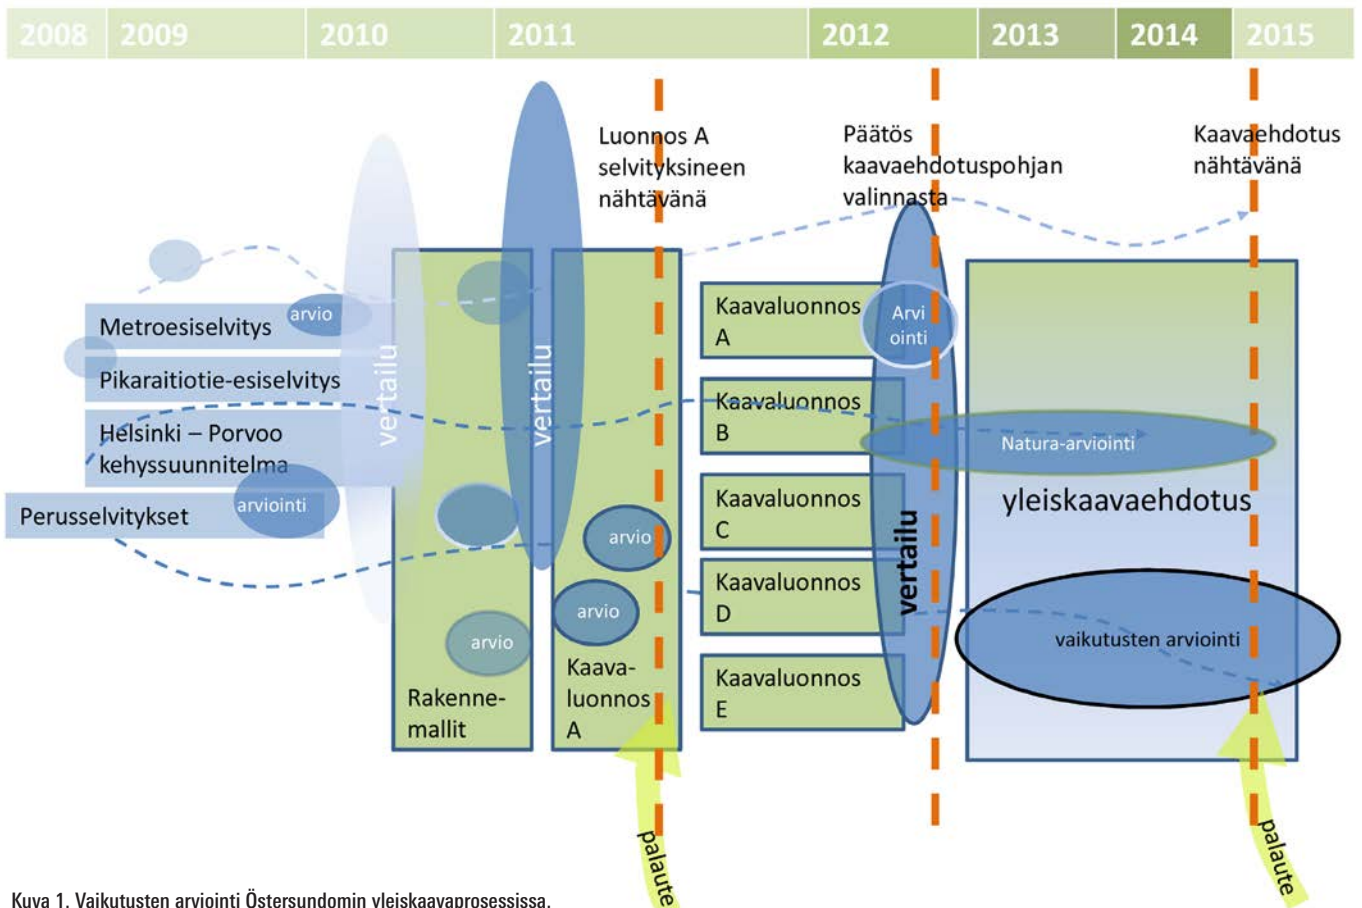 2008 2009 2010 2011 2012 2013 2014 2015
Luonnos A
selvityksineen
nähtävänä
Päätös
kaavaehdotuspohjan
valinnasta
Kaavaehdotus
nähtävänä
Metroesiselvitys
arvio
Pikaraitiotie-esiselvitys
Helsinki – Porvoo
kehyssuunnitelma
Perusselvitykset
arviointi
vertailu
Rakenne-
mallit
arvio
vertailu
arvio
arvio
Kaava-
luonnos
A
Kaavaluonnos
A
Kaavaluonnos
B
Kaavaluonnos
C
Kaavaluonnos
D
Kaavaluonnos
E
Arvi
ointi
vertailu
Natura-arviointi
yleiskaavaehdotus
vaikutusten arviointi
palaute
palaute
Kuva 1. Vaikutusten arviointi Östersundomin yleiskaavaprosessissa.